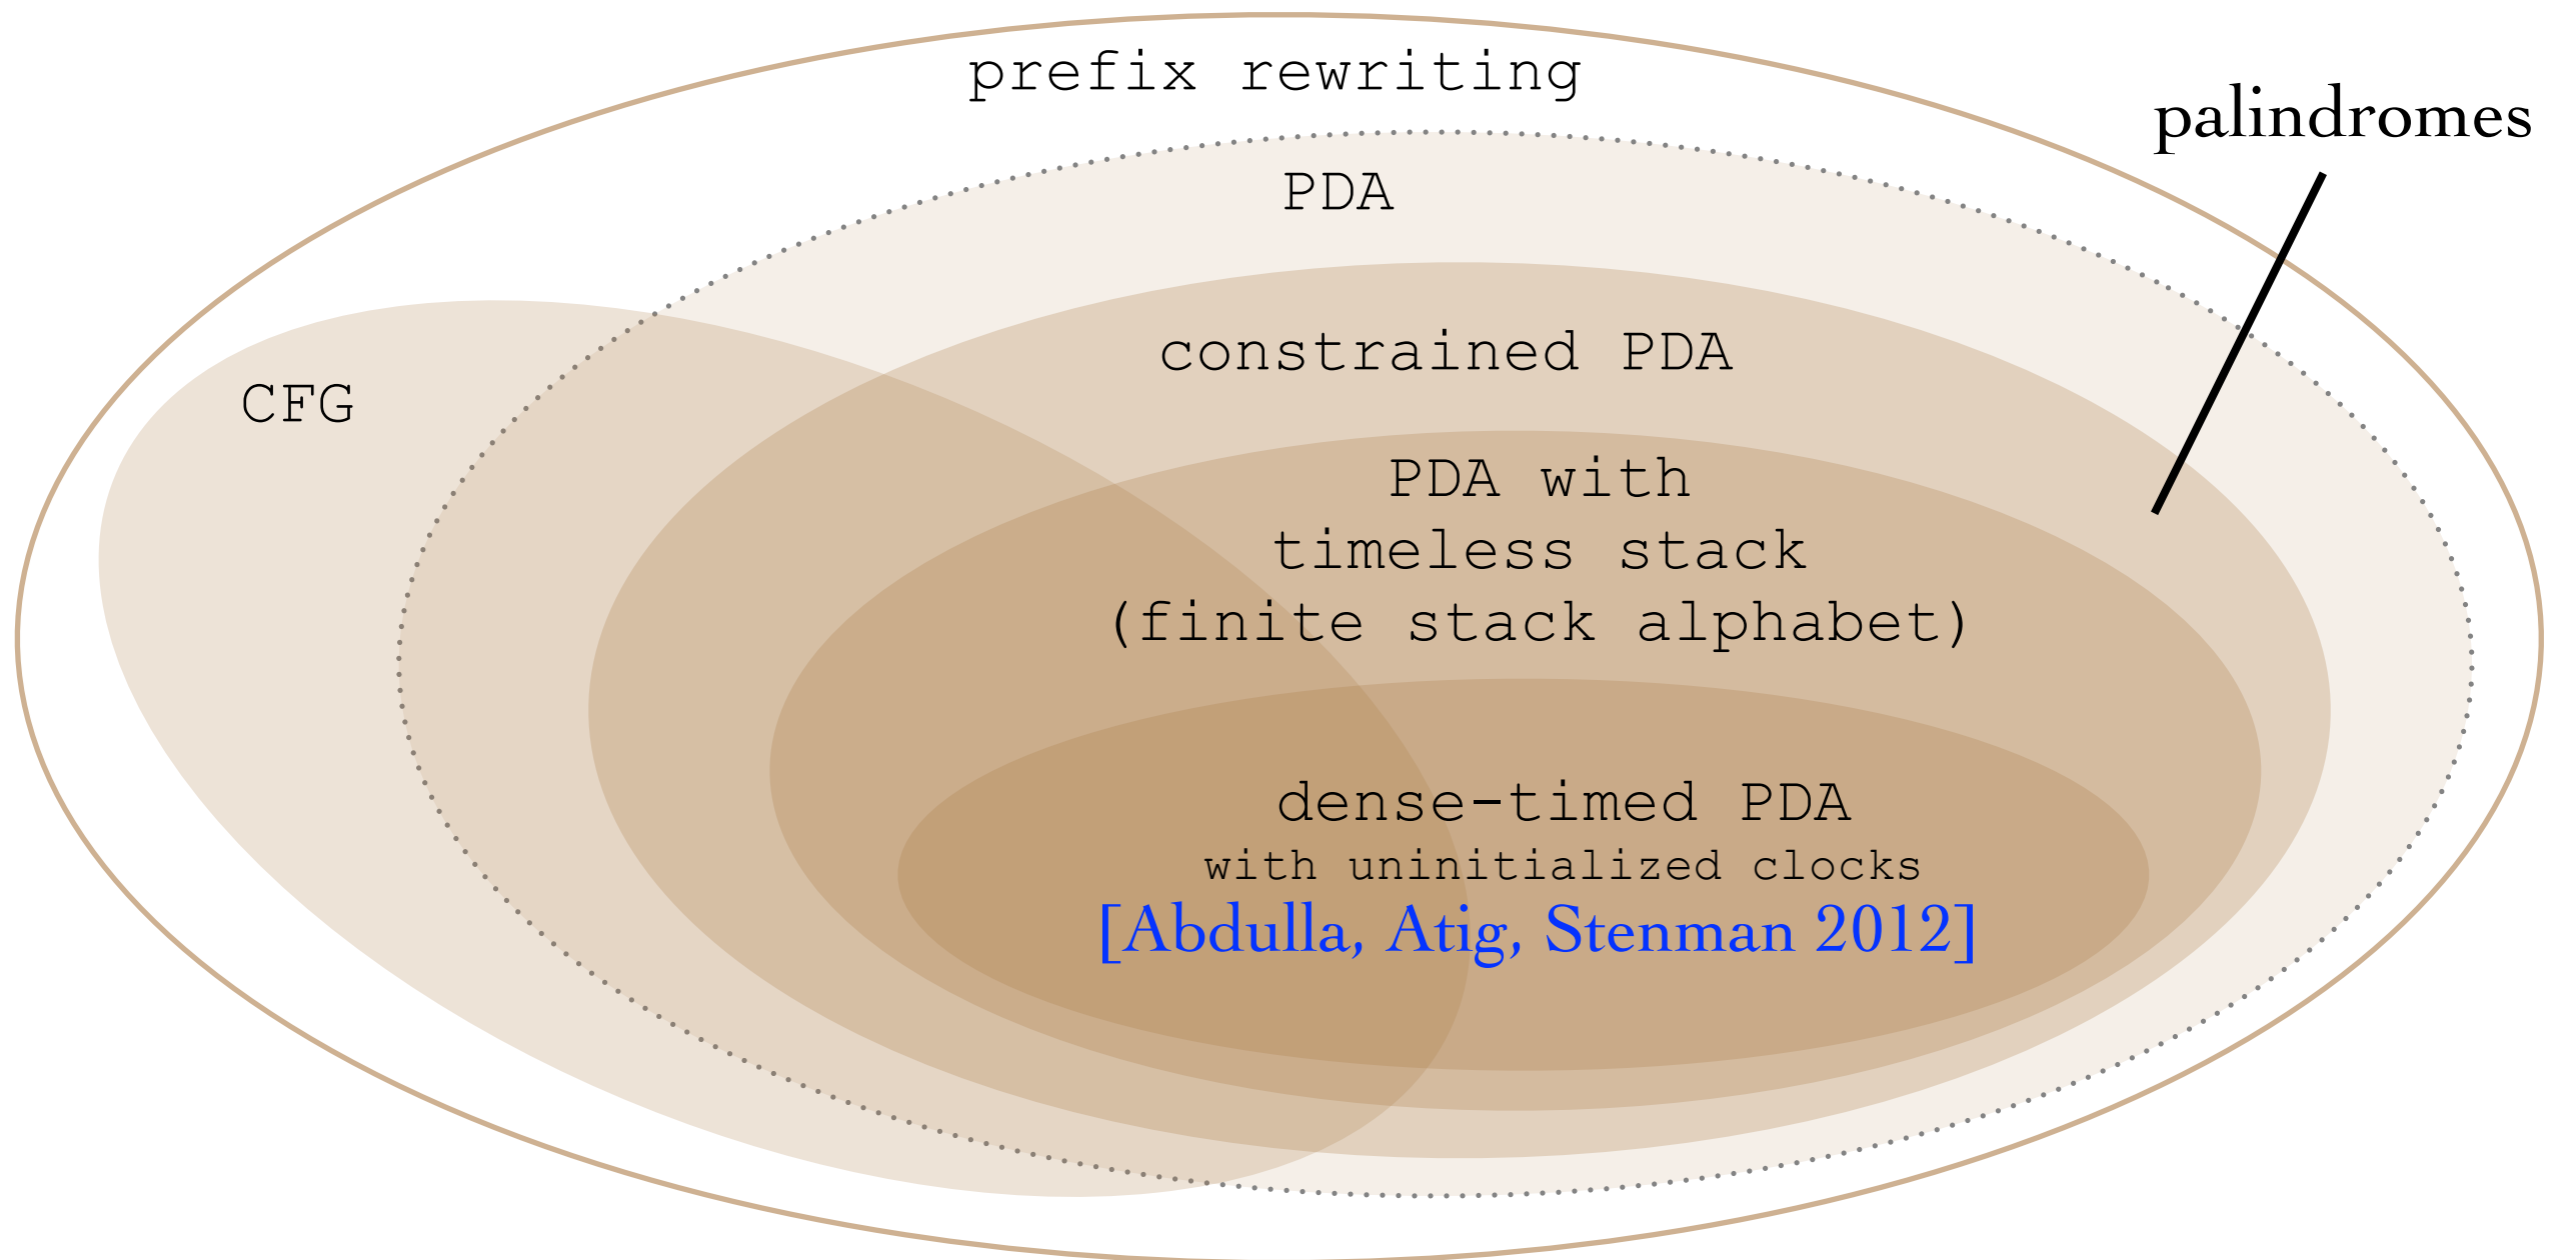 prefix rewriting
palindromes
PDA
constrained PDA
CFG
PDA with
timeless stack
(finite stack alphabet)
dense-timed PDA
with uninitialized clocks
[Abdulla, Atig, Stenman 2012]